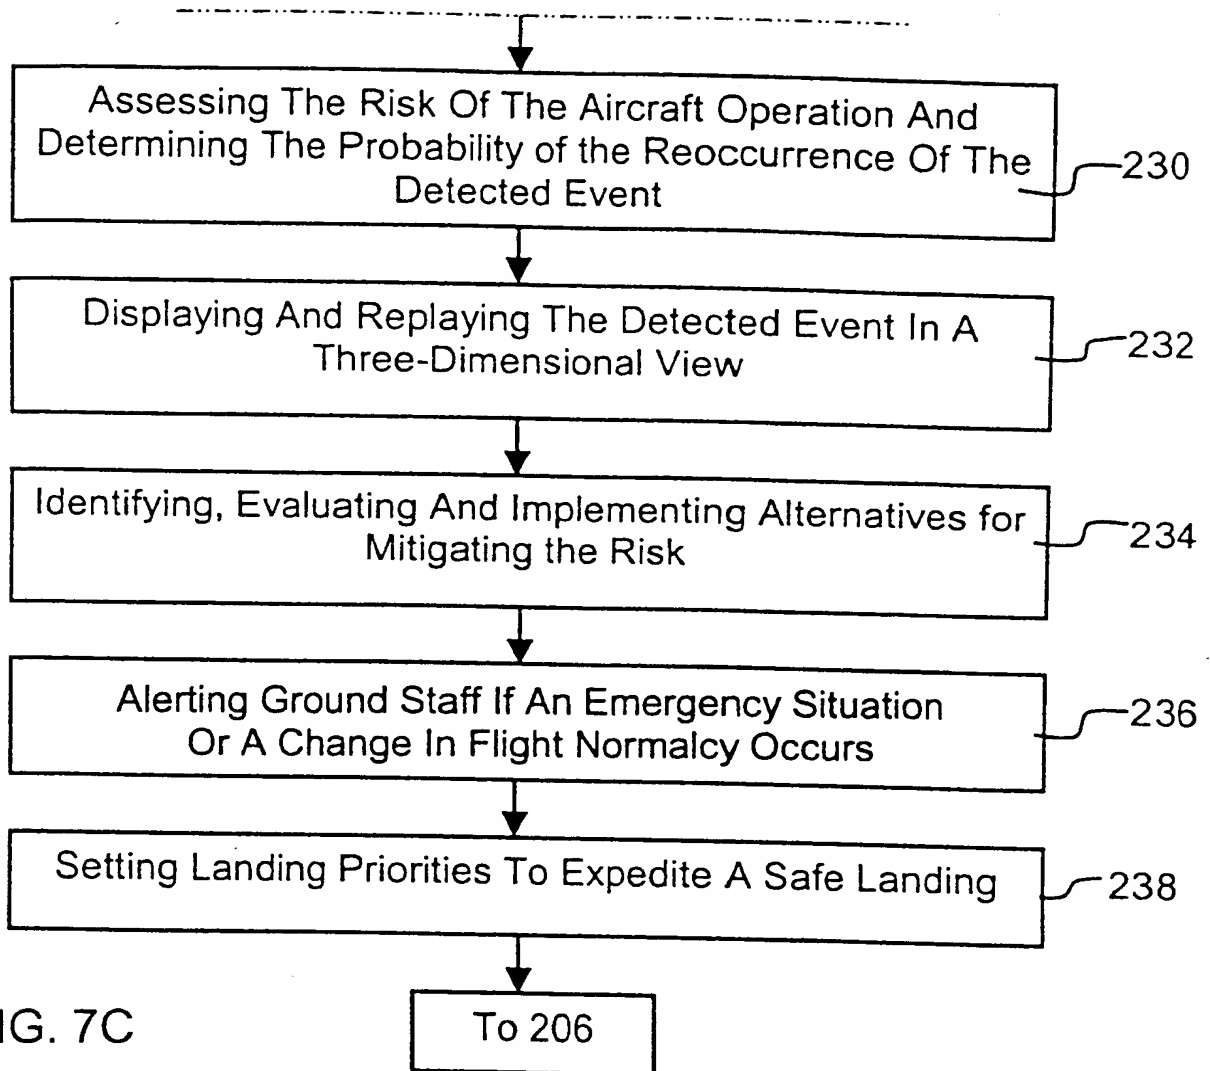 Assessing The Risk Of The Aircraft Operation And
Determining The Probability of the Reoccurrence Of The
Detected Event
230
Displaying And Replaying The Detected Event In A
Three-Dimensional View
232
Identifying, Evaluating And Implementing Alternatives for
Mitigating the Risk
234
Alerting Ground Staff If An Emergency Situation
Or A Change In Flight Normalcy Occurs
236
Setting Landing Priorities To Expedite A Safe Landing
238
To 206
IG. 7C